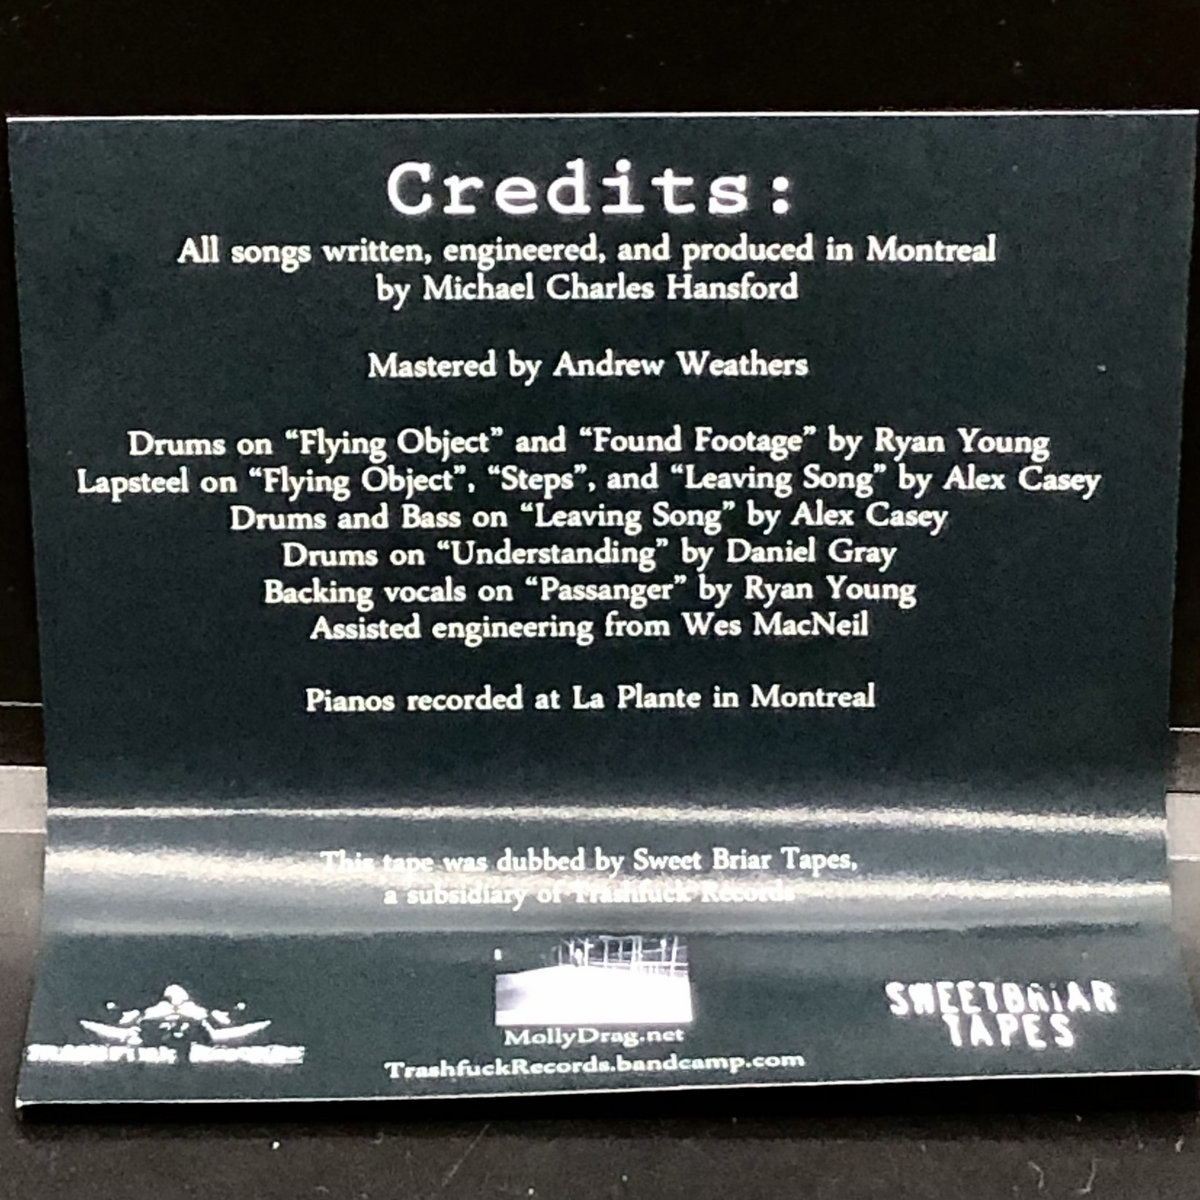 Credits:
All songs written, engineered, and produced in Montreal
by Michael Charles Hansford
Mastered by Andrew Weathers
Drums on “Flying Object” and “Found Footage” by Ryan Young
Lapsteel on “Flying Object”, “Steps”, and “Leaving Song” by Alex Casey
Drums and Bass on “Leaving Song” by Alex Casey
Drums on “Understanding” by Daniel Gray
Backing vocals on “Passanger” by Ryan Young
Assisted engineering from Wes MacNeil
Pianos recorded at La Plante in Montreal
This tape was dubbed by Sweet Briar Tapes,
a subsidiary of Trashfuck Records
MollyDrag.net
TrashfuckRecords.bandcamp.com
SWEETBRiAR
TAPES